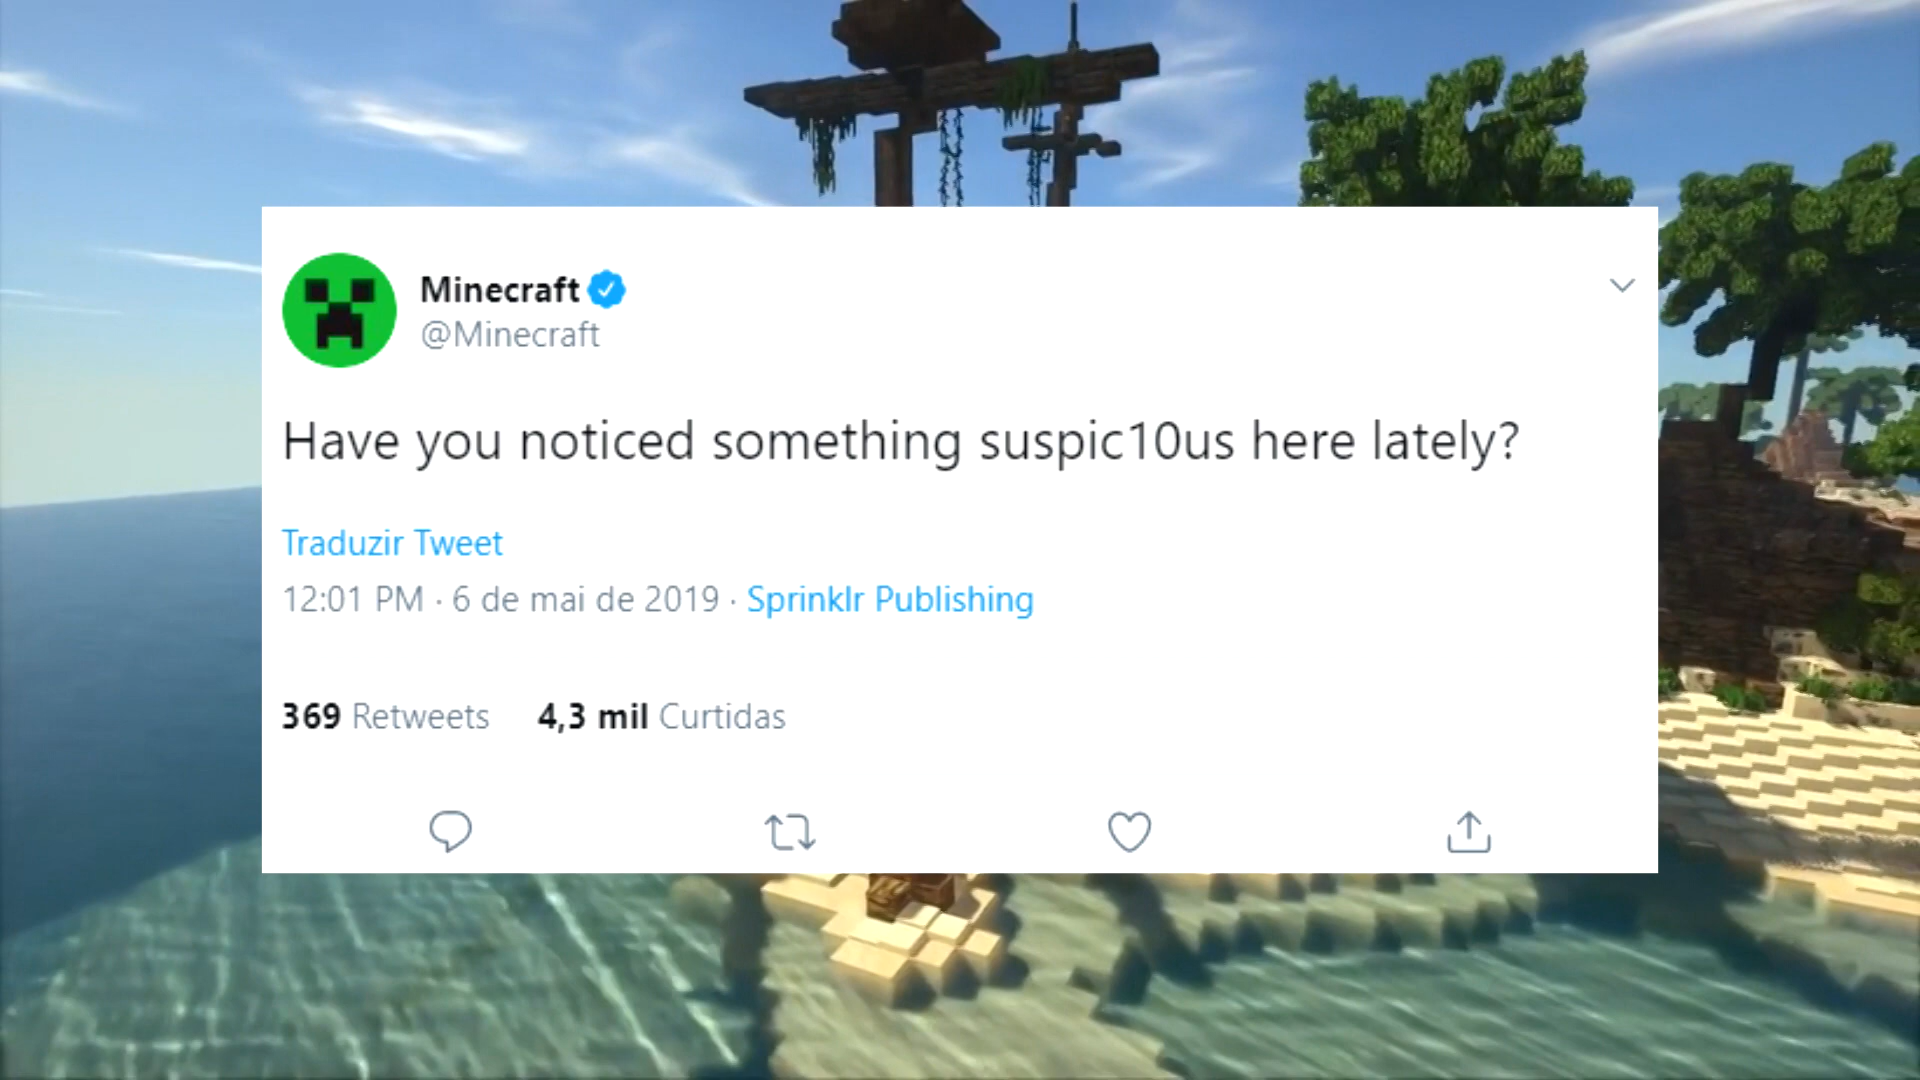 Minecraft
@Minecraft
Have you noticed something suspic10us here lately?
Traduzir Tweet
12:01 PM · 6 de mai de 2019 · Sprinklr Publishing
369 Retweets 4,3 mil Curtidas